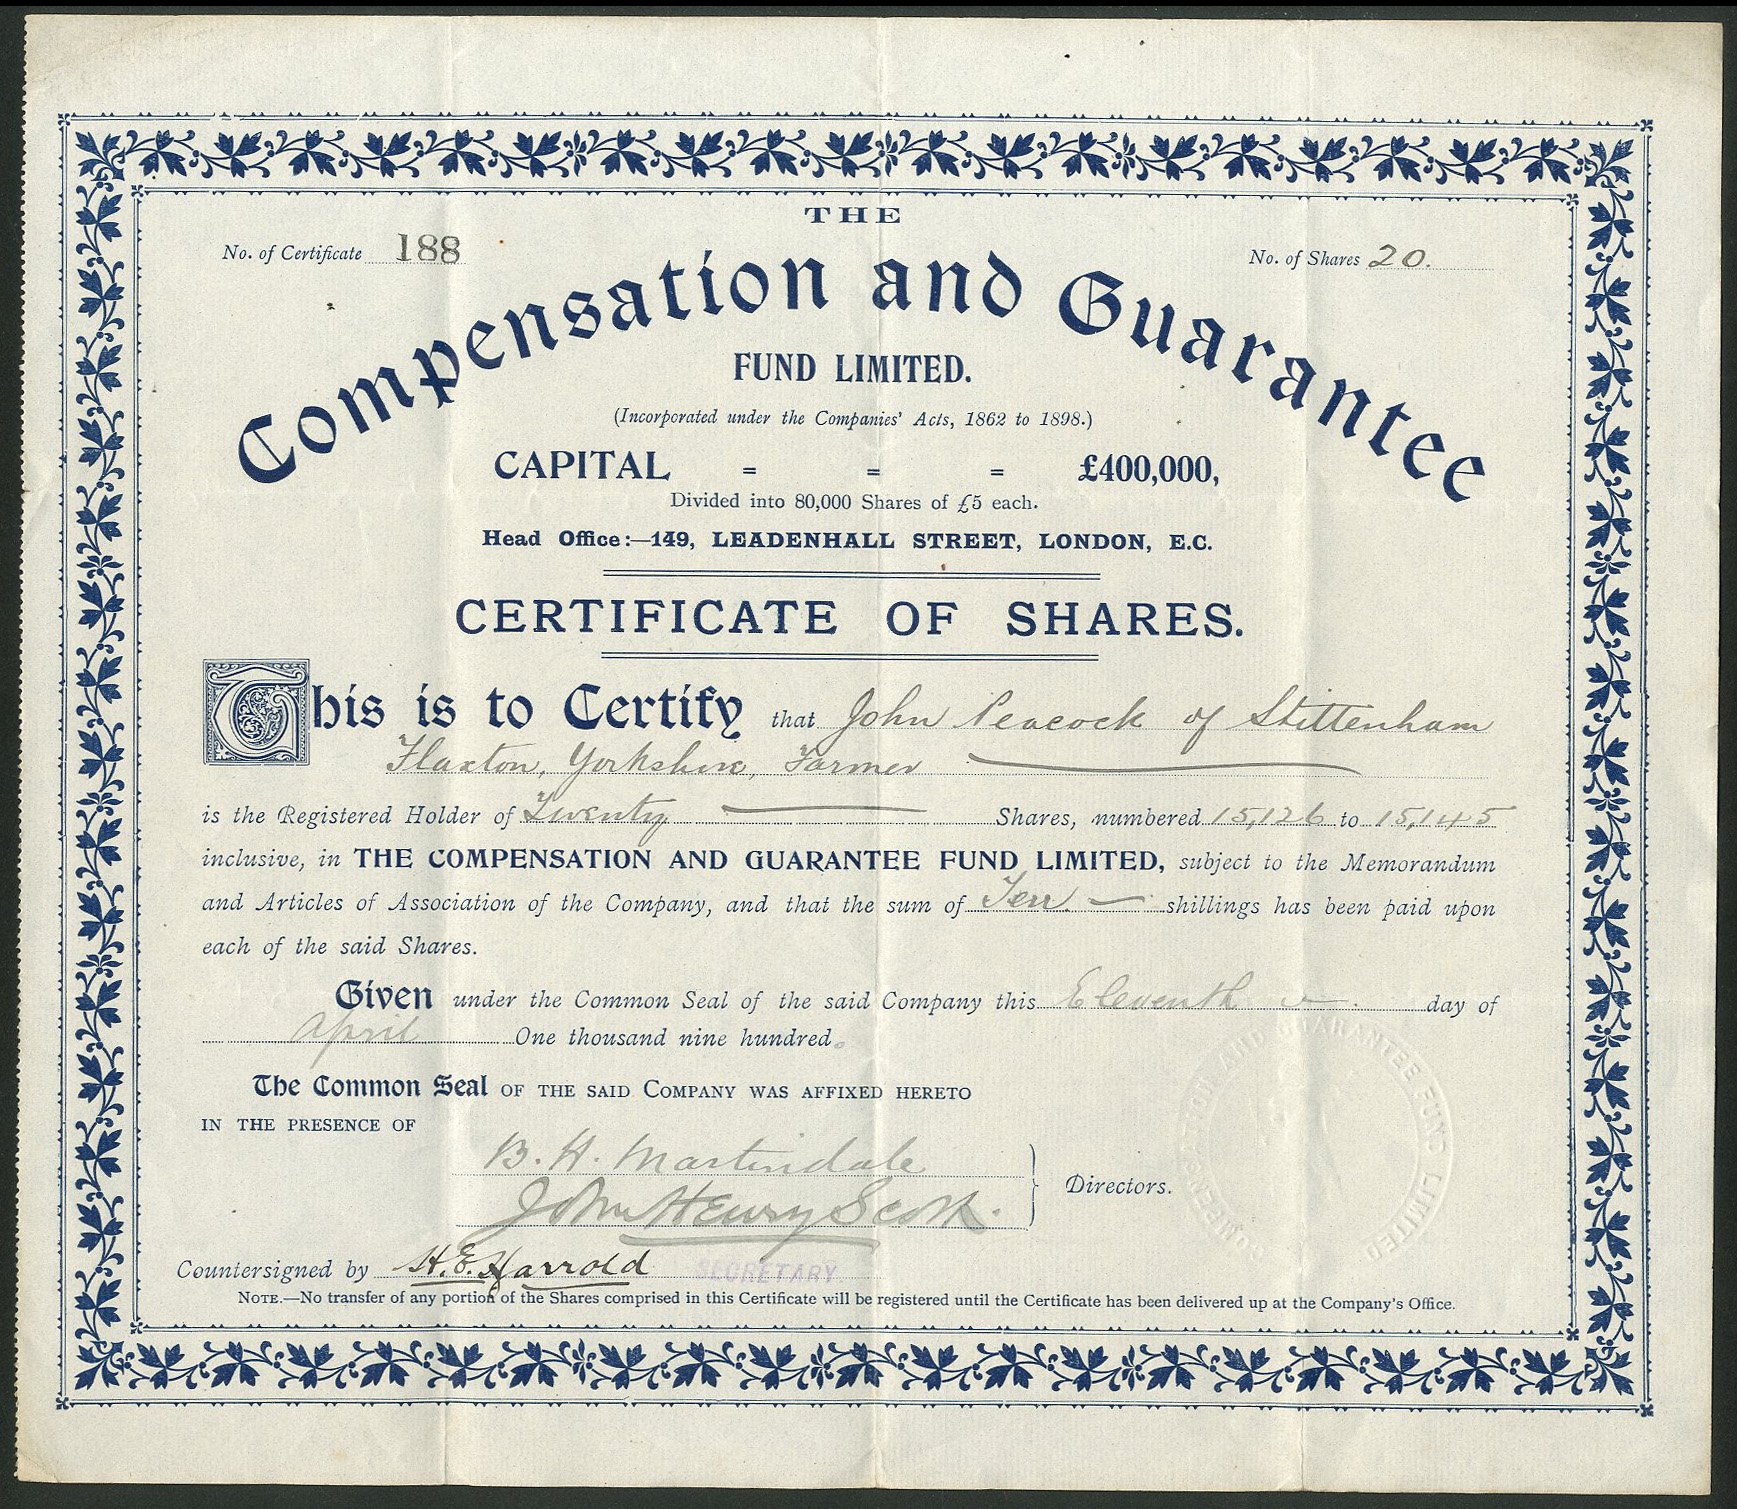 THE
No. of Certificate 188
No. of Shares 20.
Compensation and Guarantee
FUND LIMITED.
(Incorporated under the Companies' Acts, 1862 to 1898.)
CAPITAL = = = £400,000,
Divided into 80,000 Shares of £5 each.
Head Office:—149, LEADENHALL STREET, LONDON, E.C.
CERTIFICATE OF SHARES.
This is to Certify that John Peacock of Stittenham
Flaxton, Yorkshire, Farmer
is the Registered Holder of Twenty Shares, numbered 15,126 to 15,145
inclusive, in THE COMPENSATION AND GUARANTEE FUND LIMITED, subject to the Memorandum
and Articles of Association of the Company, and that the sum of Ten — shillings has been paid upon
each of the said Shares.
Given under the Common Seal of the said Company this Eleventh day of
April One thousand nine hundred.
The Common Seal OF THE SAID COMPANY WAS AFFIXED HERETO
IN THE PRESENCE OF
B. H. Martindale
John Henry Scott.
Directors.
Countersigned by H. E. Harrold SECRETARY.
NOTE.—No transfer of any portion of the Shares comprised in this Certificate will be registered until the Certificate has been delivered up at the Company's Office.
COMPENSATION AND GUARANTEE FUND LIMITED